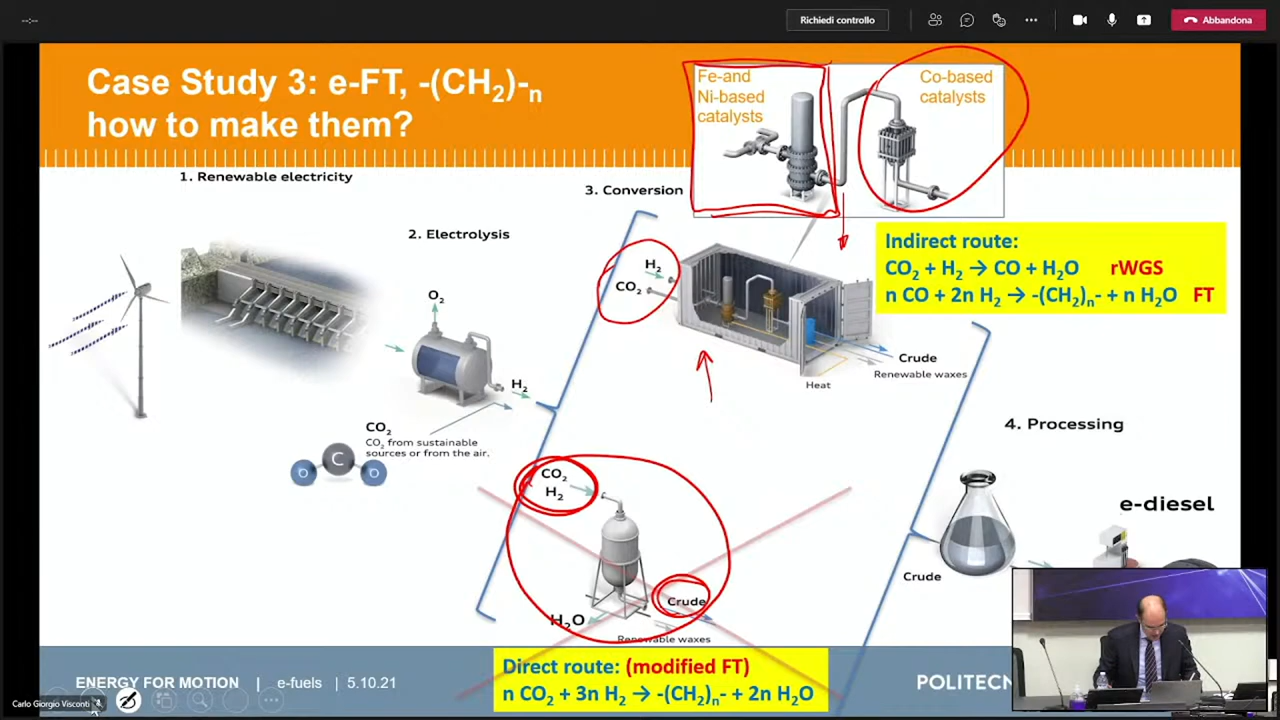 --:--
Richiedi controllo
Abbandona
Case Study 3: e-FT, -(CH₂)-n
how to make them?
Fe-and
Ni-based
catalysts
Co-based
catalysts
1. Renewable electricity
2. Electrolysis
3. Conversion
H₂
CO₂
Indirect route:
CO₂ + H₂ → CO + H₂O rWGS
n CO + 2n H₂ → -(CH₂)n- + n H₂O FT
O₂
H₂
Crude
Renewable waxes
Heat
CO₂
CO₂ from sustainable
sources or from the air.
O C O
4. Processing
CO₂
H₂
e-diesel
Crude
Crude
H₂O
Renewable waxes
Direct route: (modified FT)
n CO₂ + 3n H₂ → -(CH₂)n- + 2n H₂O
ENERGY FOR MOTION | e-fuels | 5.10.21
POLITECN
Carlo Giorgio Visconti